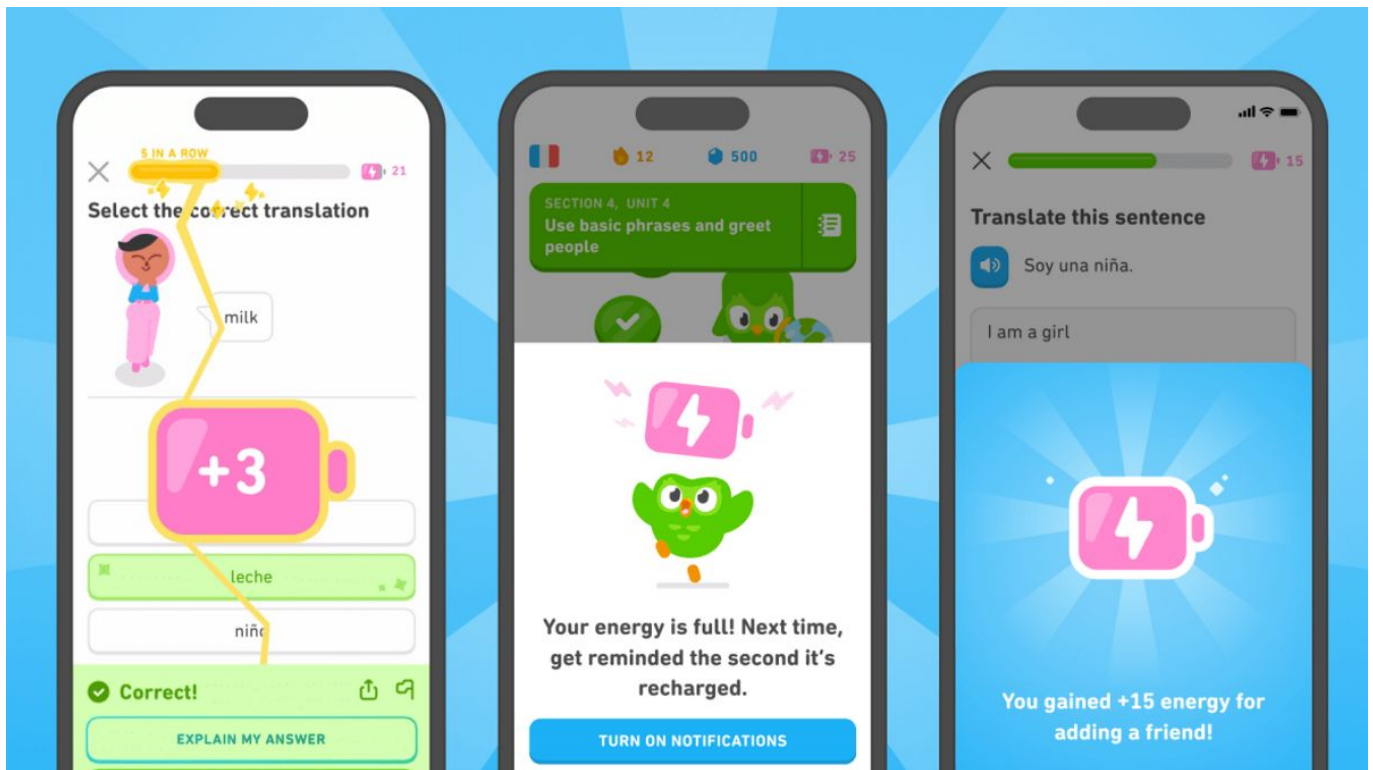 5 IN A ROW
21
Select the correct translation
milk
+3
leche
niño
Correct!
EXPLAIN MY ANSWER
12
500
25
SECTION 4, UNIT 4
Use basic phrases and greet
people
Your energy is full! Next time,
get reminded the second it's
recharged.
TURN ON NOTIFICATIONS
15
Translate this sentence
Soy una niña.
I am a girl
You gained +15 energy for
adding a friend!